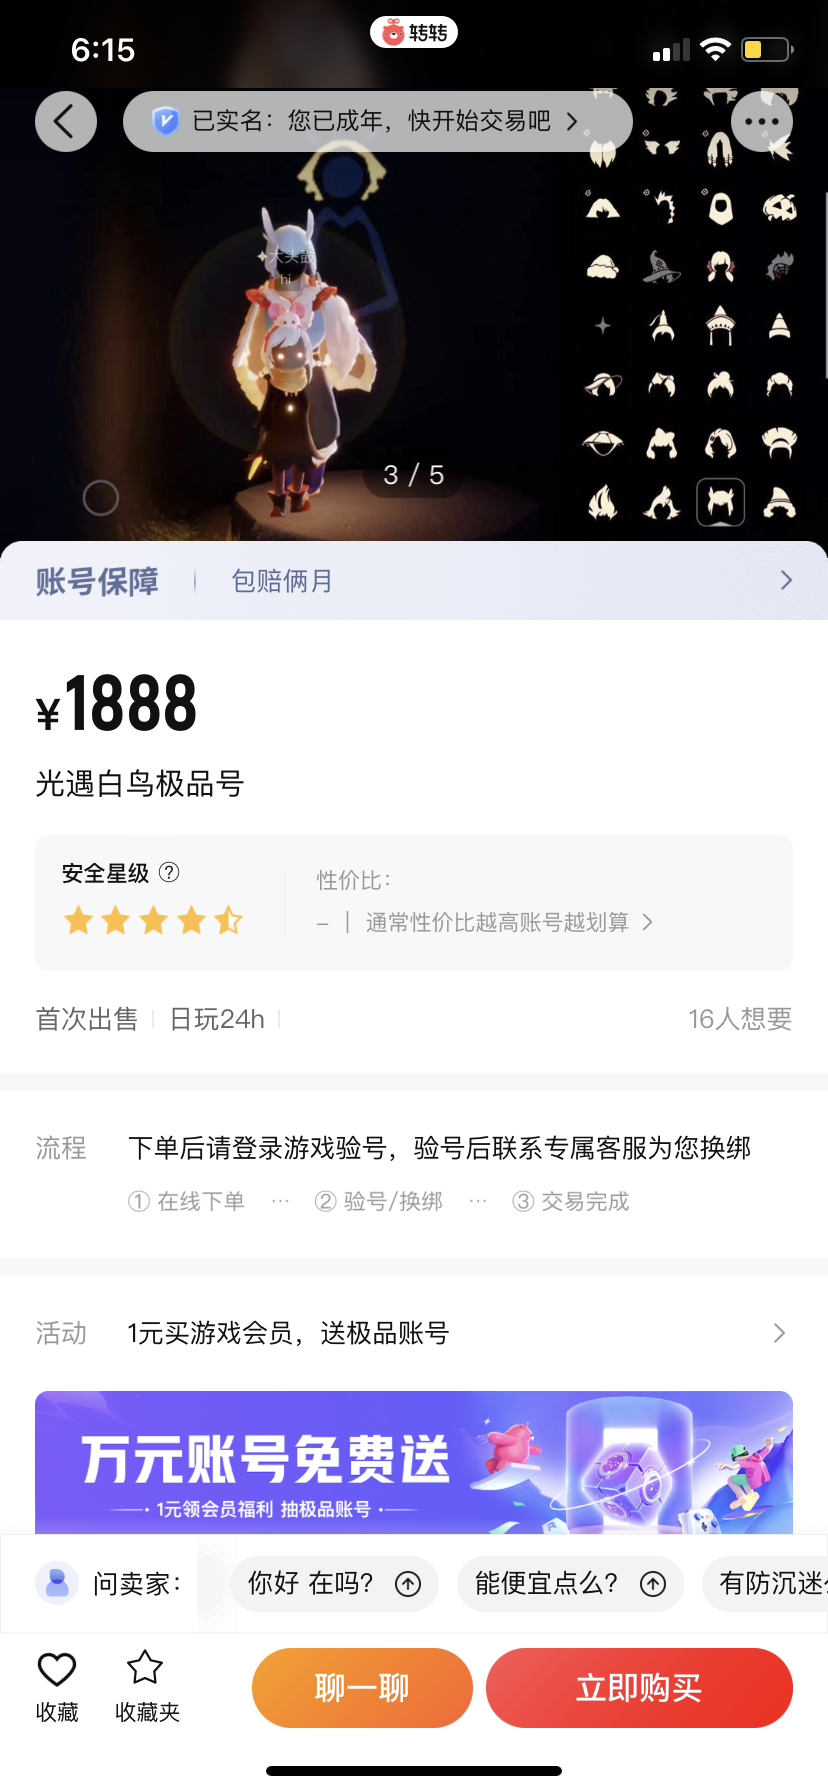 6:15
转转
已实名：您已成年，快开始交易吧
✦大头鼓
hi
3 / 5
账号保障
包赔俩月
¥1888
光遇白鸟极品号
安全星级 ?
性价比：
– | 通常性价比越高账号越划算
首次出售 日玩24h
16人想要
流程 下单后请登录游戏验号，验号后联系专属客服为您换绑
① 在线下单 ··· ② 验号/换绑 ··· ③ 交易完成
活动 1元买游戏会员，送极品账号
万元账号免费送
1元领会员福利 抽极品账号
问卖家： 你好 在吗? 能便宜点么? 有防沉迷
收藏 收藏夹 聊一聊 立即购买